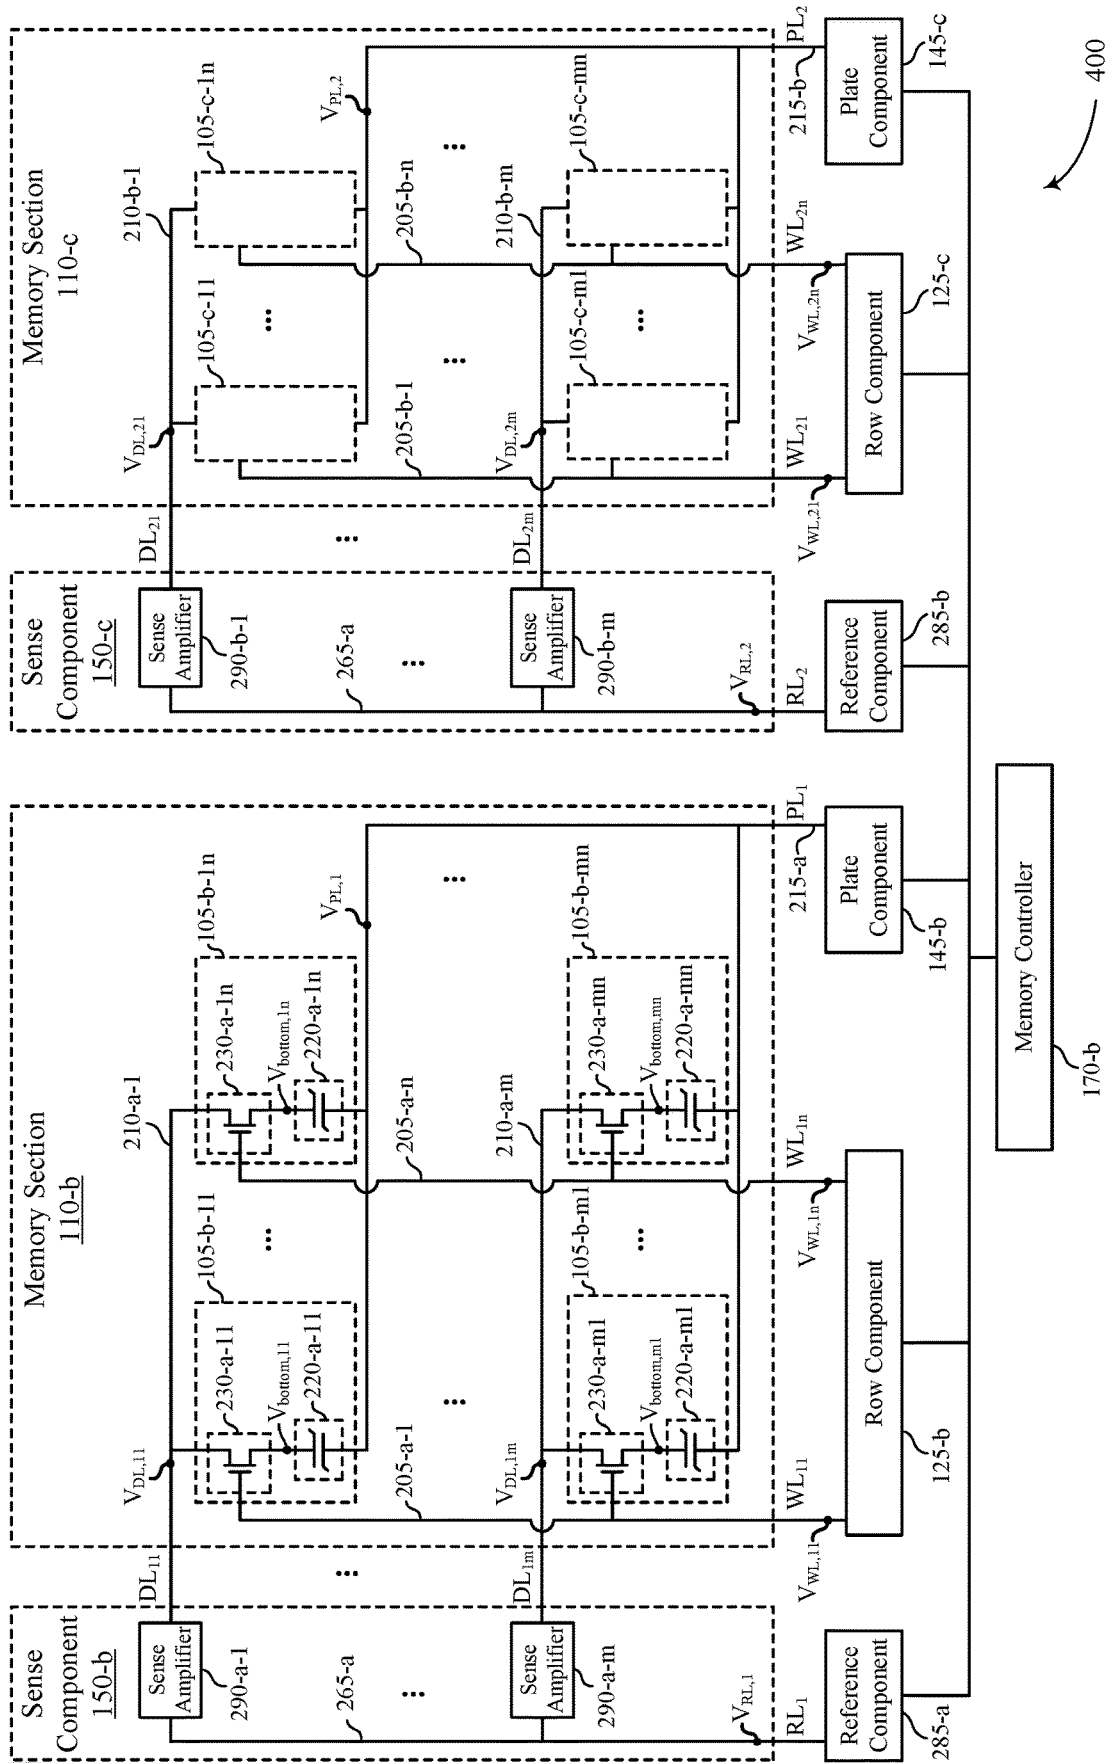 Sense
Component
150-b
Memory Section
110-b
Sense
Component
150-c
Memory Section
110-c
DL11
VDL,11
210-a-1
DL21
VDL,21
210-b-1
Sense
Amplifier
290-a-1
105-b-11
230-a-11
Vbottom,11
220-a-11
105-b-1n
230-a-1n
Vbottom,1n
220-a-1n
VPL,1
Sense
Amplifier
290-b-1
105-c-11
105-c-1n
VPL,2
265-a
...
...
205-a-1
...
...
205-a-n
...
265-a
...
...
205-b-1
...
...
205-b-n
...
DL1m
VDL,1m
210-a-m
DL2m
VDL,2m
210-b-m
Sense
Amplifier
290-a-m
105-b-m1
230-a-m1
Vbottom,m1
220-a-m1
...
105-b-mn
230-a-mn
Vbottom,mn
220-a-mn
Sense
Amplifier
290-b-m
105-c-m1
...
105-c-mn
VRL,1
RL1
VWL,11
WL11
VWL,1n
WL1n
215-a
PL1
VRL,2
RL2
VWL,21
WL21
VWL,2n
WL2n
215-b
PL2
Reference
Component
285-a
Row Component
125-b
Plate
Component
145-b
Reference
Component
285-b
Row Component
125-c
Plate
Component
145-c
Memory Controller
170-b
400